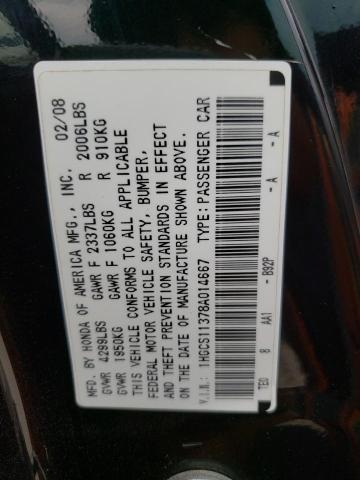 MFD. BY HONDA OF AMERICA MFG., INC. 02/08
GVWR 4299LBS GAWR F 2337LBS R 2006LBS
GVWR 1950KG GAWR F 1060KG R 910KG
THIS VEHICLE CONFORMS TO ALL APPLICABLE
FEDERAL MOTOR VEHICLE SAFETY, BUMPER,
AND THEFT PREVENTION STANDARDS IN EFFECT
ON THE DATE OF MANUFACTURE SHOWN ABOVE.
V.I.N.: 1HGCS11378A014667 TYPE: PASSENGER CAR
TED 8 AA1 - B92P - A - A